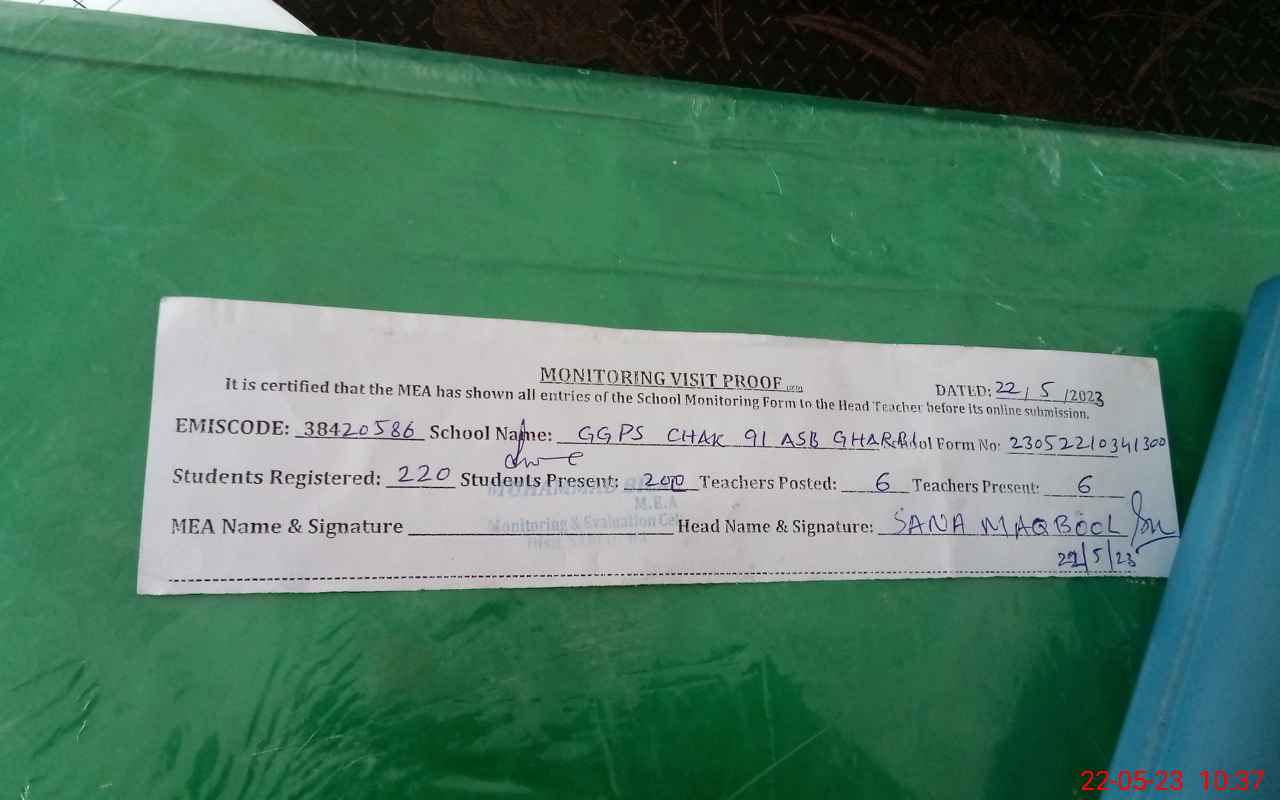 MONITORING VISIT PROOF
DATED: 22/5/2023
It is certified that the MEA has shown all entries of the School Monitoring Form to the Head Teacher before its online submission.
EMISCODE: 38420586 School Name: GGPS CHAK 91 ASB GHARBI Form No: 23052210341300
Students Registered: 220 Students Present: 200 Teachers Posted: 6 Teachers Present: 6
MUHAMMAD
M.E.A
Monitoring & Evaluation Cell
MEA Name & Signature Head Name & Signature: SANA MAQBOOL
22/5/23
22-05-23 10:37